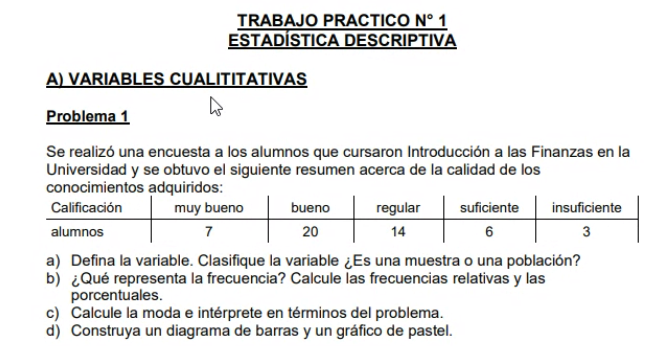 TRABAJO PRACTICO N° 1
ESTADÍSTICA DESCRIPTIVA
A) VARIABLES CUALITITATIVAS
Problema 1
Se realizó una encuesta a los alumnos que cursaron Introducción a las Finanzas en la
Universidad y se obtuvo el siguiente resumen acerca de la calidad de los
conocimientos adquiridos:
Calificación muy bueno bueno regular suficiente insuficiente
alumnos 7 20 14 6 3
a) Defina la variable. Clasifique la variable ¿Es una muestra o una población?
b) ¿Qué representa la frecuencia? Calcule las frecuencias relativas y las
porcentuales.
c) Calcule la moda e intérprete en términos del problema.
d) Construya un diagrama de barras y un gráfico de pastel.